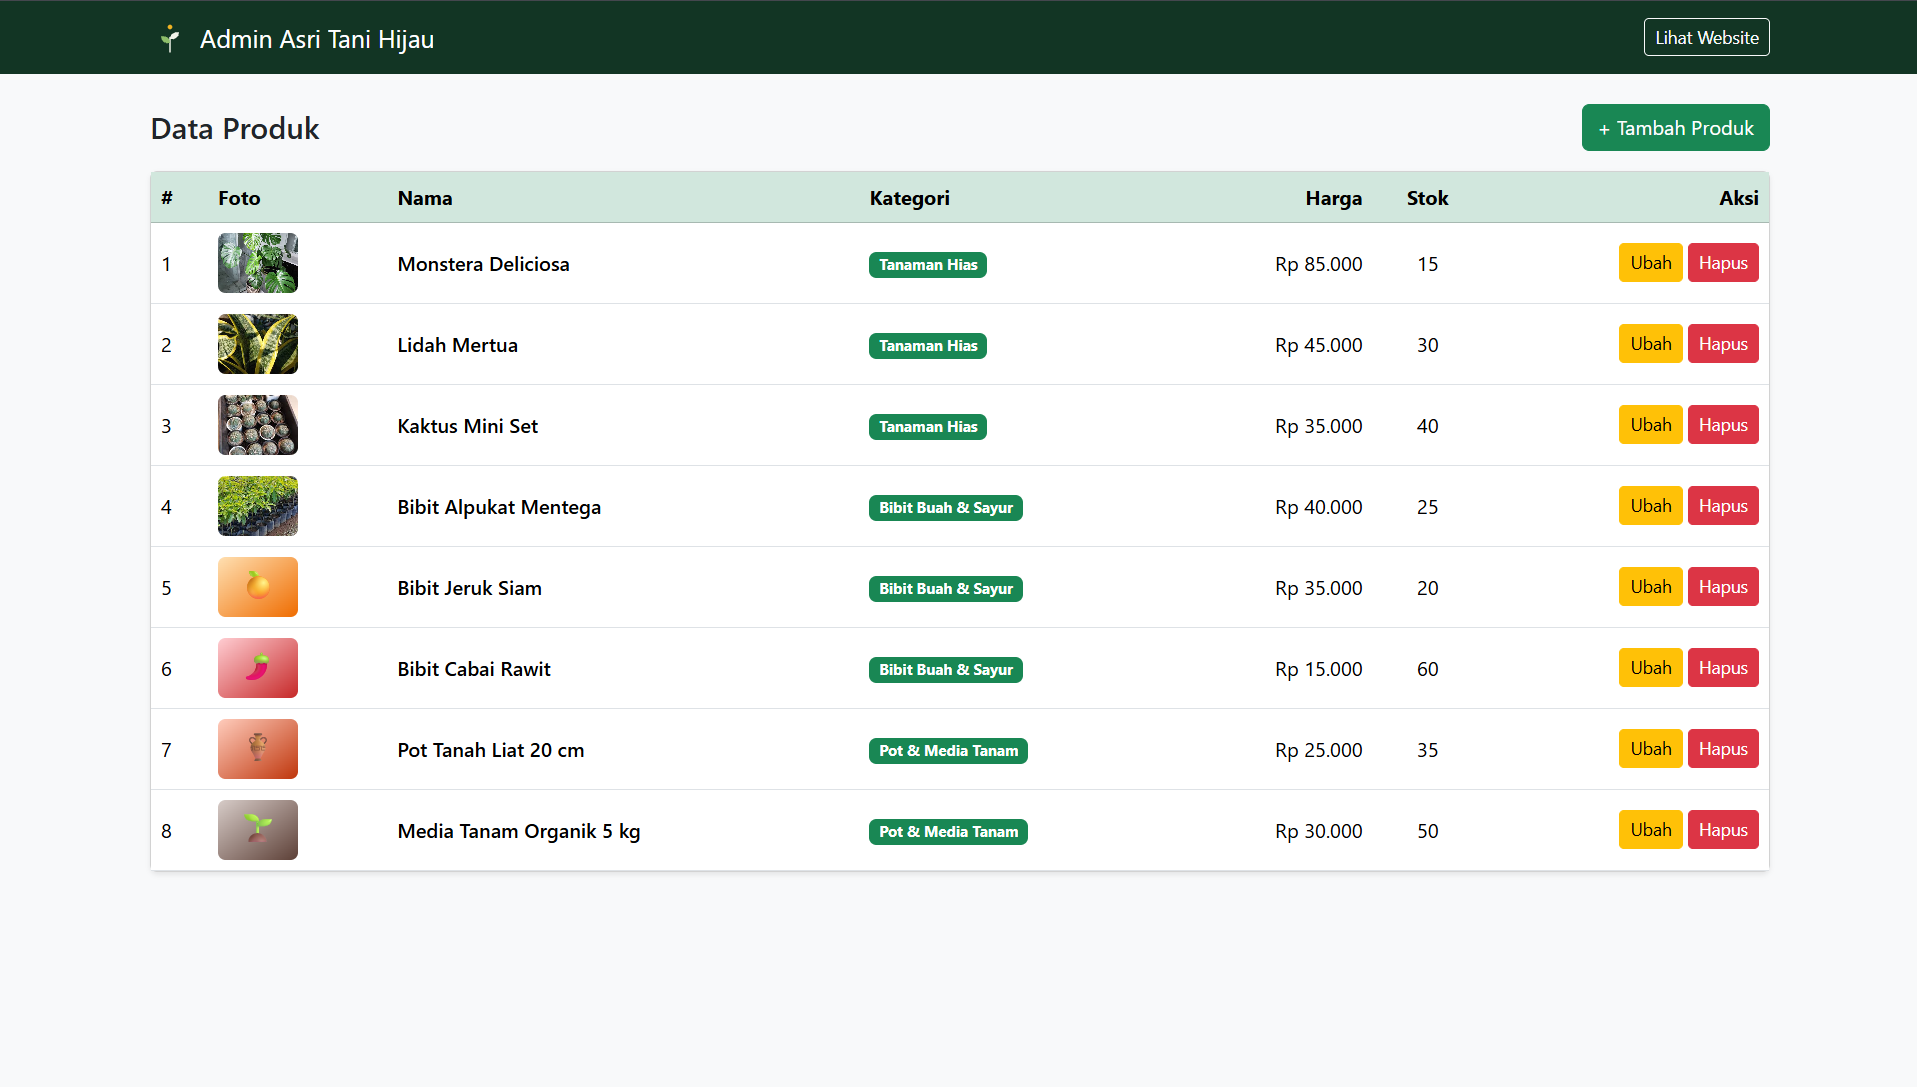 Admin Asri Tani Hijau
Lihat Website
Data Produk
+ Tambah Produk
# Foto Nama Kategori Harga Stok Aksi
1 Monstera Deliciosa Tanaman Hias Rp 85.000 15 Ubah Hapus
2 Lidah Mertua Tanaman Hias Rp 45.000 30 Ubah Hapus
3 Kaktus Mini Set Tanaman Hias Rp 35.000 40 Ubah Hapus
4 Bibit Alpukat Mentega Bibit Buah & Sayur Rp 40.000 25 Ubah Hapus
5 Bibit Jeruk Siam Bibit Buah & Sayur Rp 35.000 20 Ubah Hapus
6 Bibit Cabai Rawit Bibit Buah & Sayur Rp 15.000 60 Ubah Hapus
7 Pot Tanah Liat 20 cm Pot & Media Tanam Rp 25.000 35 Ubah Hapus
8 Media Tanam Organik 5 kg Pot & Media Tanam Rp 30.000 50 Ubah Hapus